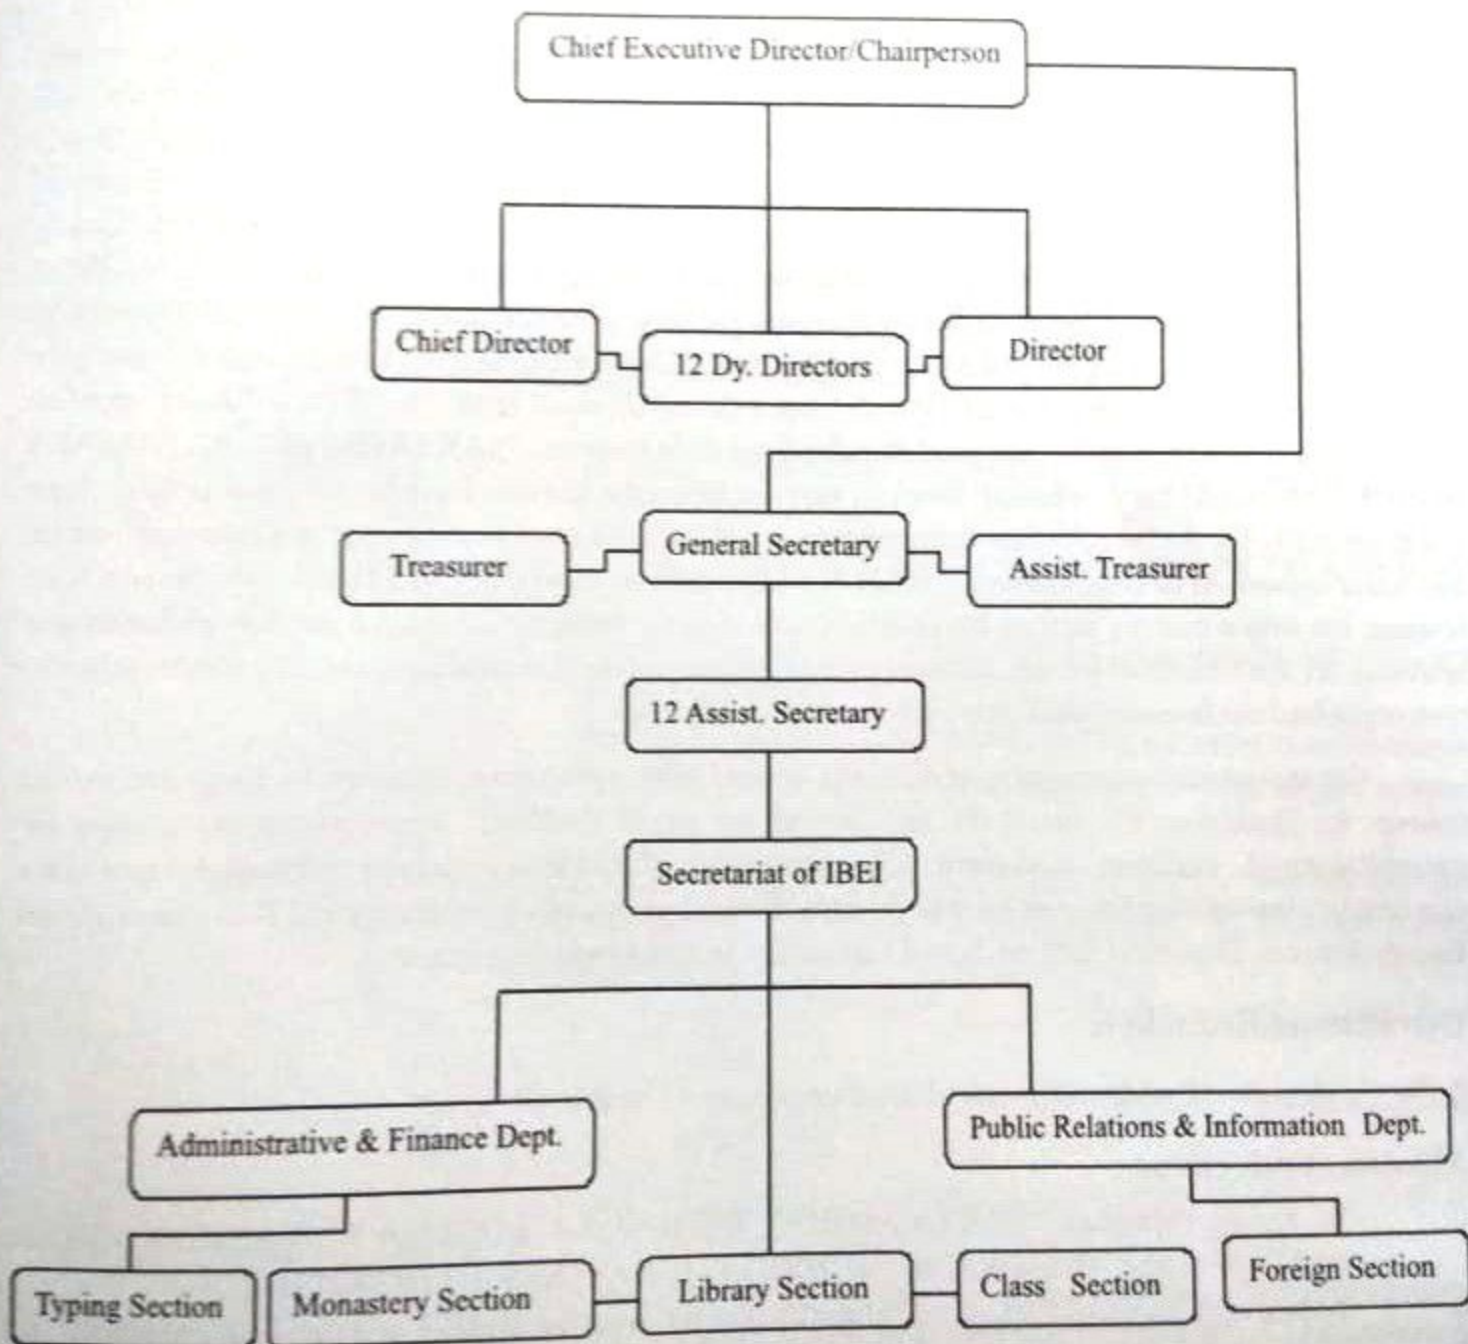 Chief Executive Director/Chairperson
Chief Director
12 Dy. Directors
Director
Treasurer
General Secretary
Assist. Treasurer
12 Assist. Secretary
Secretariat of IBEI
Administrative & Finance Dept.
Public Relations & Information Dept.
Typing Section
Monastery Section
Library Section
Class Section
Foreign Section